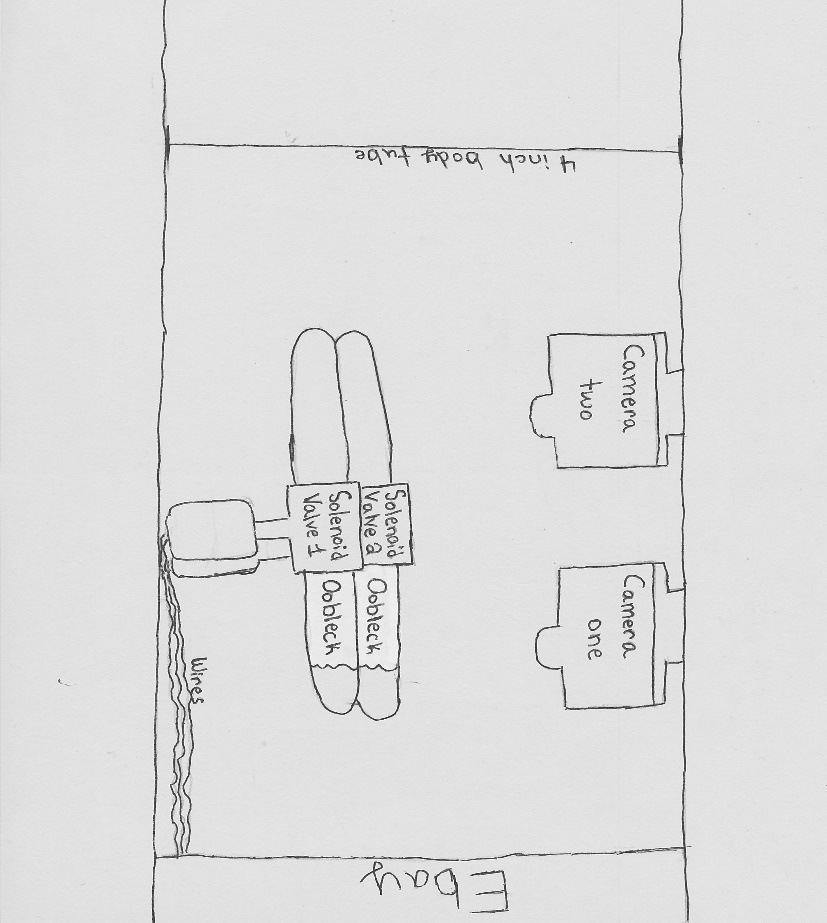 4 inch body tube
Camera
two
Solenoid
Valve 1
Solenoid
Valve 2
Oobleck
Oobleck
Camera
one
Wires
Ebay